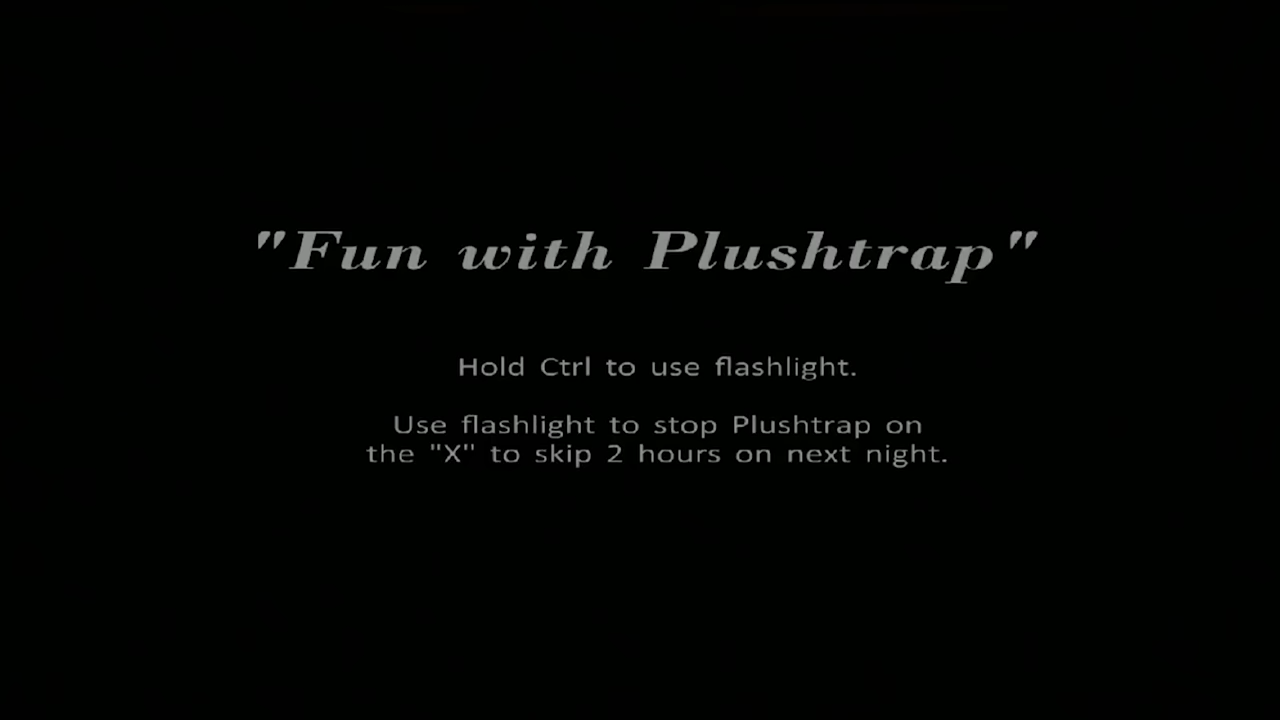 "Fun with Plushtrap"
Hold Ctrl to use flashlight.
Use flashlight to stop Plushtrap on
the "X" to skip 2 hours on next night.